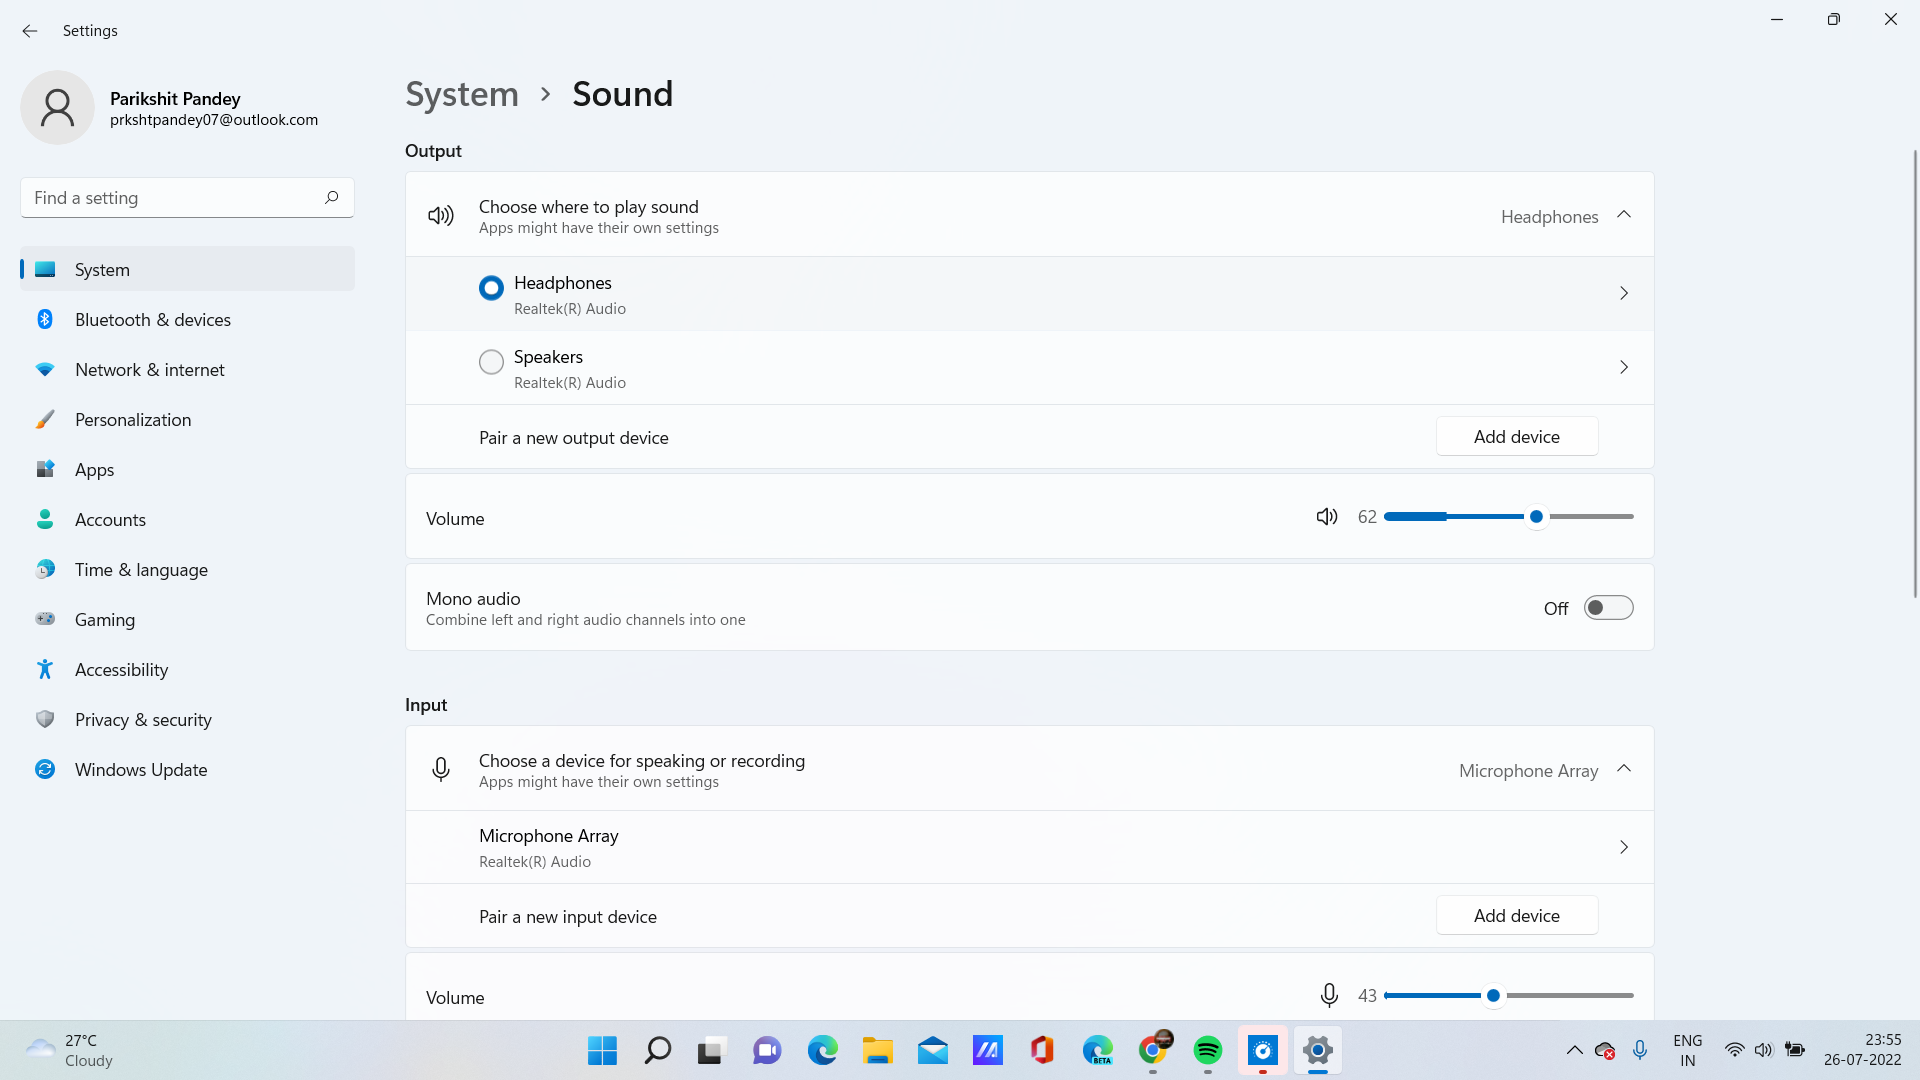 Settings
Parikshit Pandey
prkshtpandey07@outlook.com
Find a setting
System
Bluetooth & devices
Network & internet
Personalization
Apps
Accounts
Time & language
Gaming
Accessibility
Privacy & security
Windows Update
System > Sound
Output
Choose where to play sound
Apps might have their own settings
Headphones
Headphones
Realtek(R) Audio
Speakers
Realtek(R) Audio
Pair a new output device
Add device
Volume
62
Mono audio
Combine left and right audio channels into one
Off
Input
Choose a device for speaking or recording
Apps might have their own settings
Microphone Array
Microphone Array
Realtek(R) Audio
Pair a new input device
Add device
Volume
43
27°C
Cloudy
BETA
ENG
IN
23:55
26-07-2022